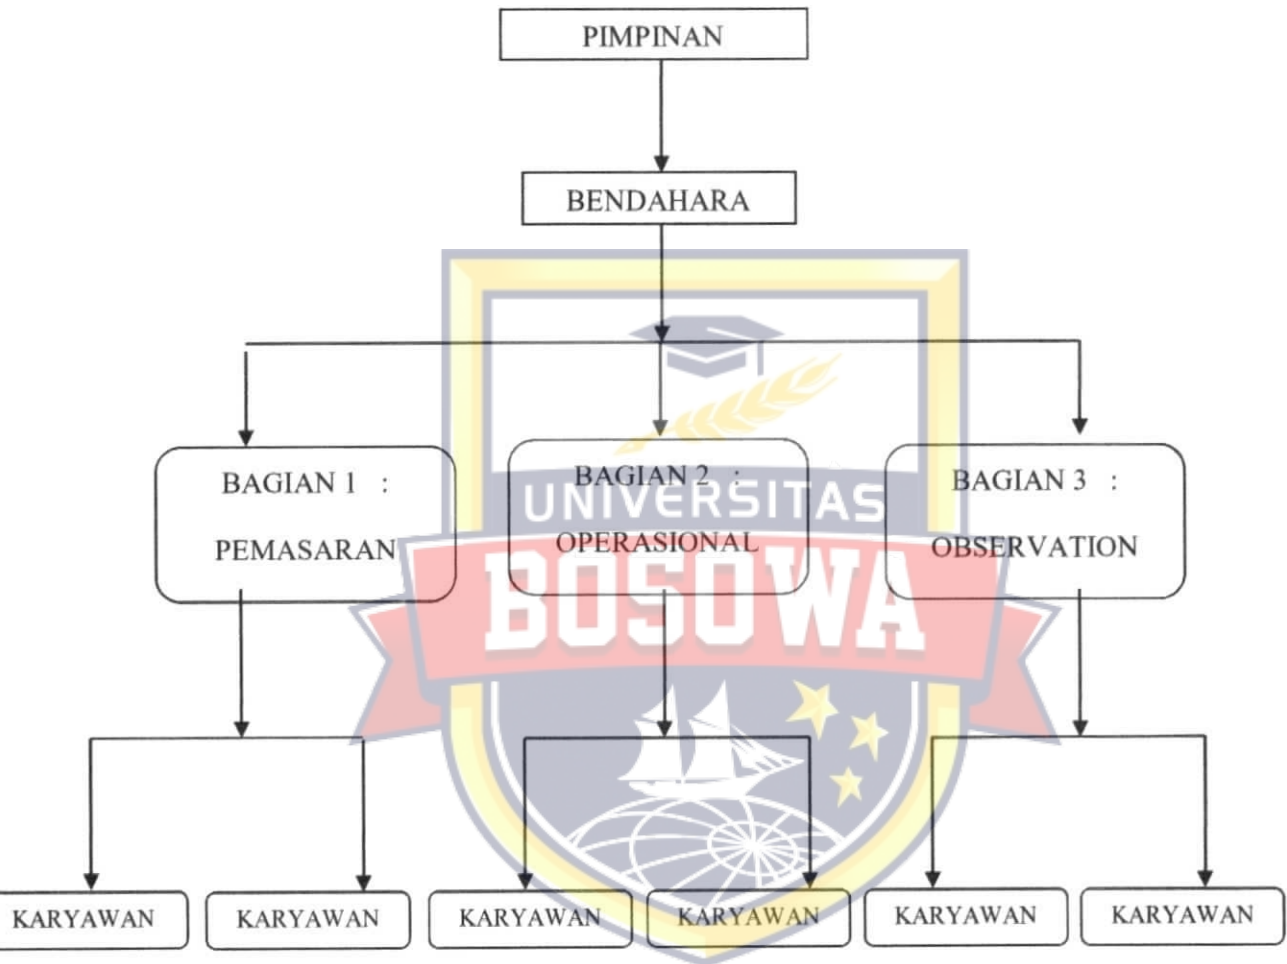 PIMPINAN
BENDAHARA
BAGIAN 1 :
PEMASARAN
BAGIAN 2 :
OPERASIONAL
BAGIAN 3 :
OBSERVATION
UNIVERSITAS
BOSOWA
KARYAWAN
KARYAWAN
KARYAWAN
KARYAWAN
KARYAWAN
KARYAWAN